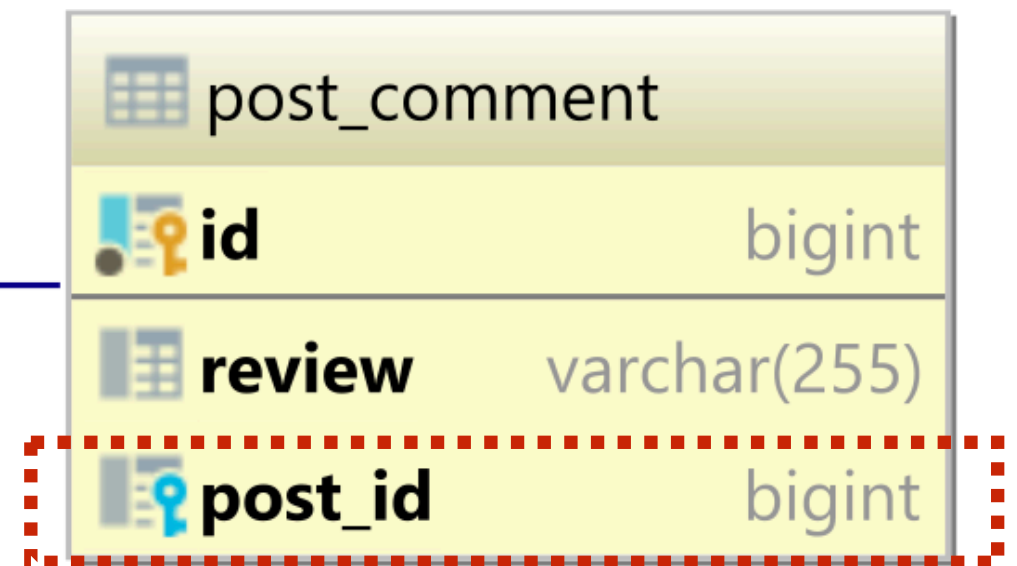 post_comment
id bigint
review varchar(255)
post_id bigint